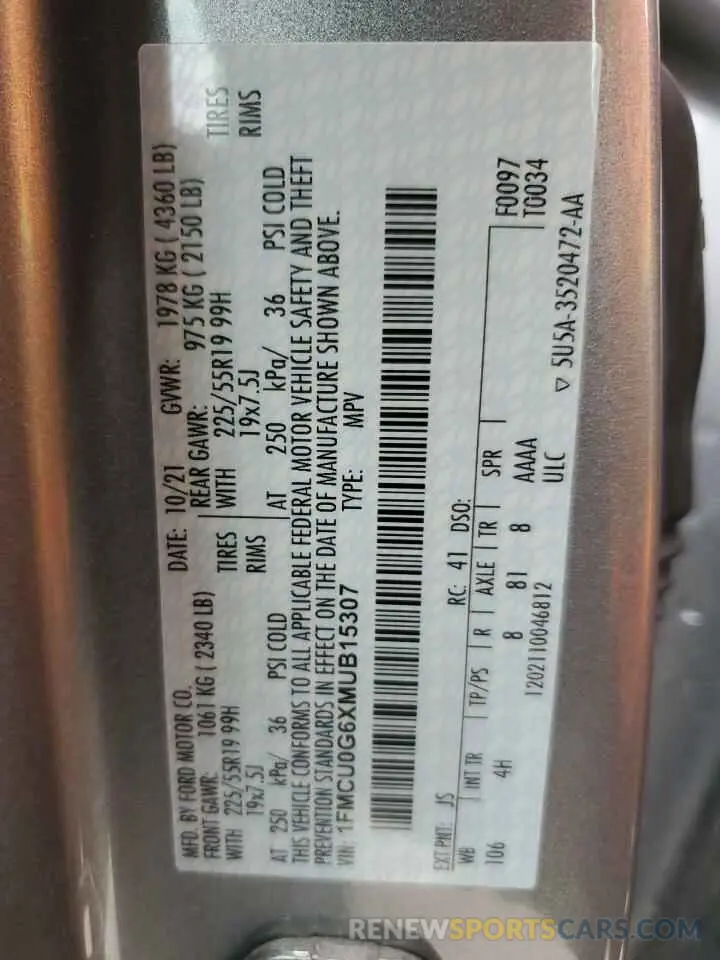 MFD. BY FORD MOTOR CO.
DATE: 10/21 GVWR: 1978 KG ( 4360 LB)
FRONT GAWR: 1061 KG ( 2340 LB)
REAR GAWR: 975 KG ( 2150 LB)
WITH 225/55R19 99H TIRES
WITH 225/55R19 99H TIRES
19x7.5J RIMS
19x7.5J RIMS
AT 250 kPa/ 36 PSI COLD
AT 250 kPa/ 36 PSI COLD
THIS VEHICLE CONFORMS TO ALL APPLICABLE FEDERAL MOTOR VEHICLE SAFETY AND THEFT
PREVENTION STANDARDS IN EFFECT ON THE DATE OF MANUFACTURE SHOWN ABOVE.
VIN: 1FMCU0G6XMUB15307 TYPE: MPV
EXT PNT: JS RC: 41 DSO:
WB INT TR TP/PS R AXLE TR SPR
106 4H 8 81 8 AAAA
F0097
T0034
1202110046812 ULC
▽ 5U5A-3520472-AA
RENEWSPORTSCARS.COM